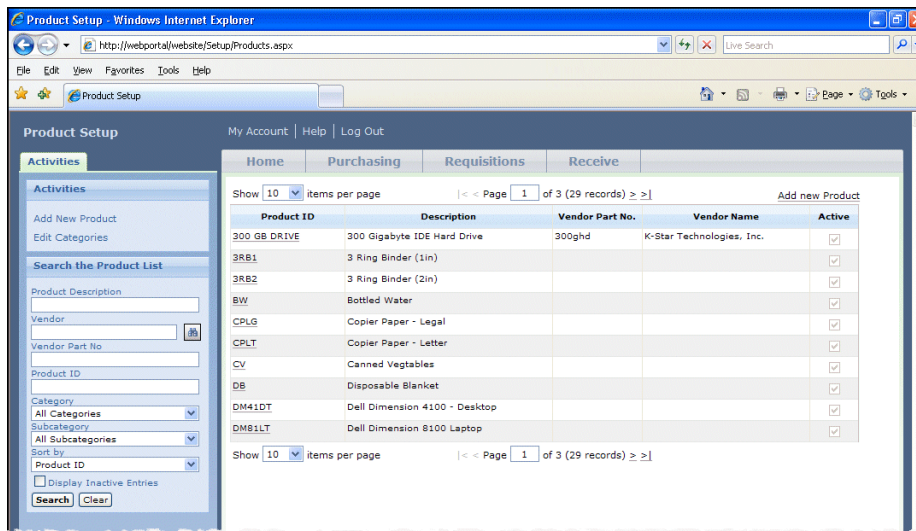 Product Setup - Windows Internet Explorer
http://webportal/website/Setup/Products.aspx
Live Search
File Edit View Favorites Tools Help
Product Setup
Page Tools
Product Setup
My Account | Help | Log Out
Activities
Home Purchasing Requisitions Receive
Activities
Add New Product
Edit Categories
Search the Product List
Product Description
Vendor
Vendor Part No
Product ID
Category
All Categories
Subcategory
All Subcategories
Sort by
Product ID
Display Inactive Entries
Search Clear
Show 10 items per page |< < Page 1 of 3 (29 records) > >|
Add new Product
Product ID Description Vendor Part No. Vendor Name Active
300 GB DRIVE 300 Gigabyte IDE Hard Drive 300ghd K-Star Technologies, Inc.
3RB1 3 Ring Binder (1in)
3RB2 3 Ring Binder (2in)
BW Bottled Water
CPLG Copier Paper - Legal
CPLT Copier Paper - Letter
CV Canned Vegtables
DB Disposable Blanket
DM41DT Dell Dimension 4100 - Desktop
DM81LT Dell Dimension 8100 Laptop
Show 10 items per page |< < Page 1 of 3 (29 records) > >|